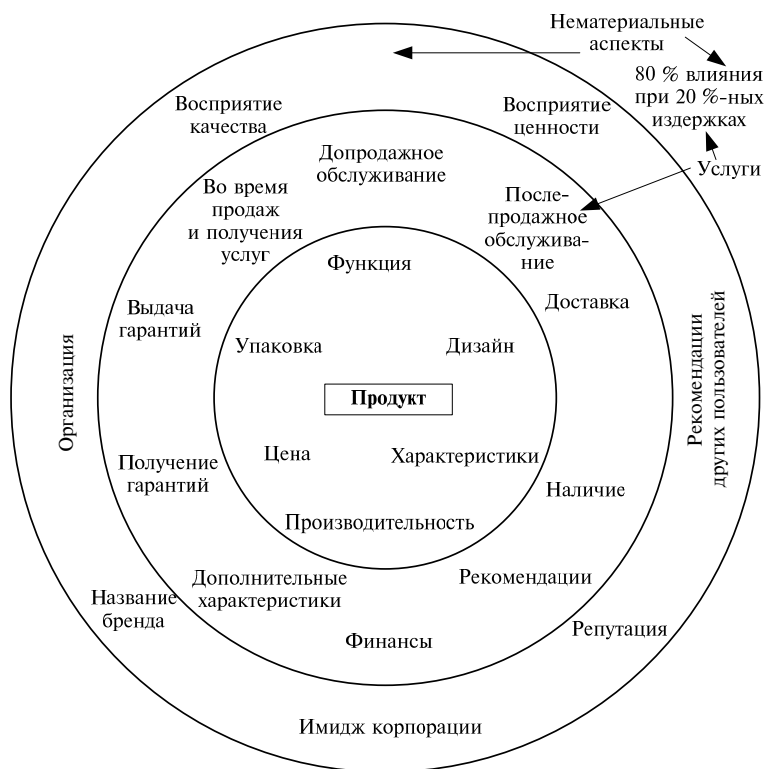 Нематериальные
аспекты
80 % влияния
при 20 %-ных
издержках
Услуги
Восприятие
качества
Восприятие
ценности
Допродажное
обслуживание
Во время
продаж
и получения
услуг
После-
продажное
обслужива-
ние
Функция
Выдача
гарантий
Доставка
Упаковка
Дизайн
Организация
Продукт
Рекомендации
других пользователей
Цена
Характеристики
Получение
гарантий
Наличие
Производительность
Дополнительные
характеристики
Рекомендации
Название
бренда
Финансы
Репутация
Имидж корпорации